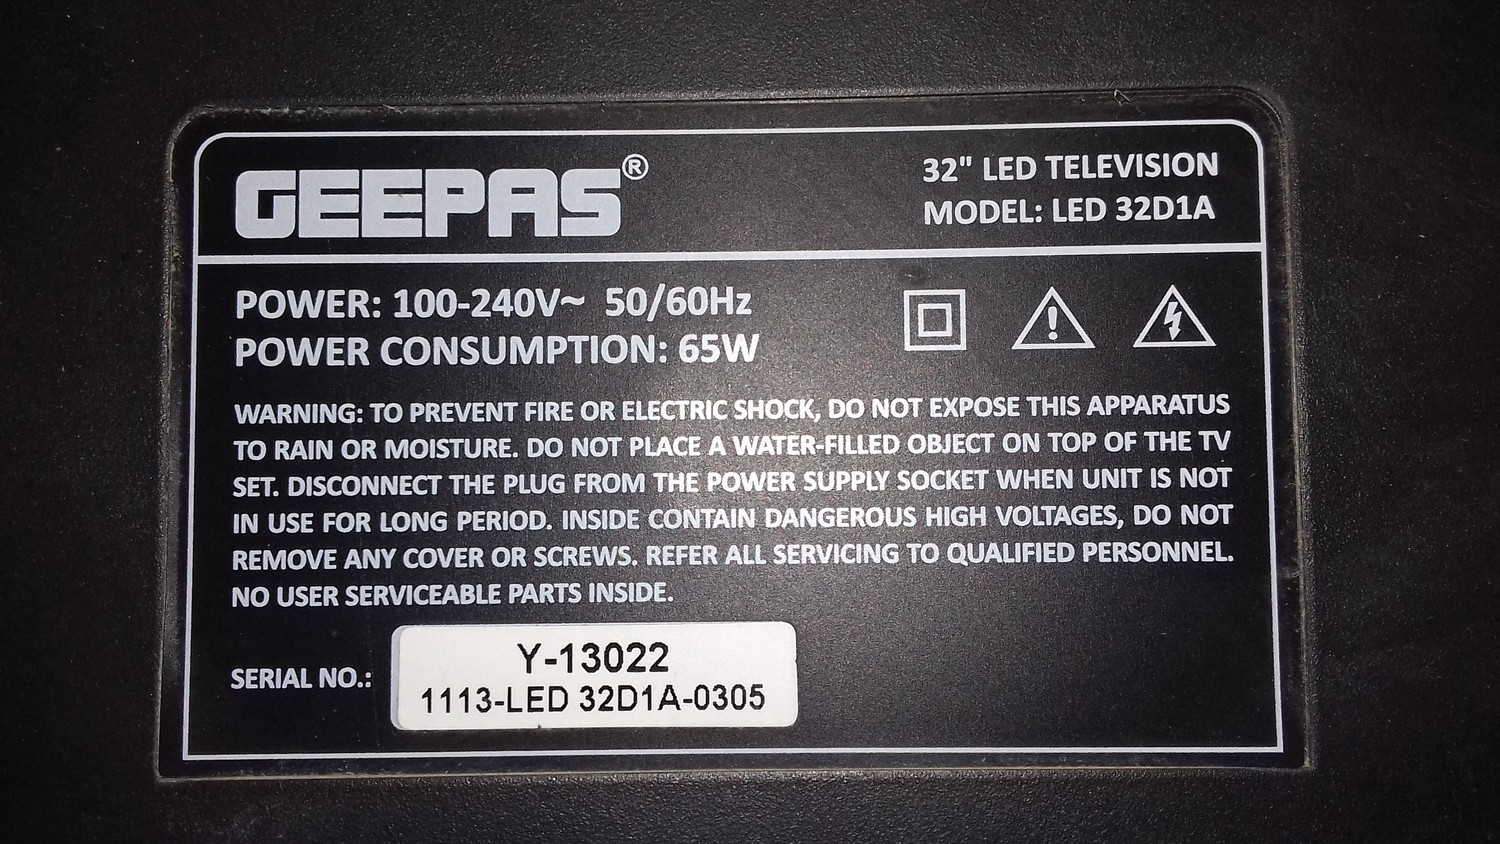 GEEPAS®
32" LED TELEVISION
MODEL: LED 32D1A
POWER: 100-240V~ 50/60Hz
POWER CONSUMPTION: 65W
WARNING: TO PREVENT FIRE OR ELECTRIC SHOCK, DO NOT EXPOSE THIS APPARATUS
TO RAIN OR MOISTURE. DO NOT PLACE A WATER-FILLED OBJECT ON TOP OF THE TV
SET. DISCONNECT THE PLUG FROM THE POWER SUPPLY SOCKET WHEN UNIT IS NOT
IN USE FOR LONG PERIOD. INSIDE CONTAIN DANGEROUS HIGH VOLTAGES, DO NOT
REMOVE ANY COVER OR SCREWS. REFER ALL SERVICING TO QUALIFIED PERSONNEL.
NO USER SERVICEABLE PARTS INSIDE.
SERIAL NO.:
Y-13022
1113-LED 32D1A-0305